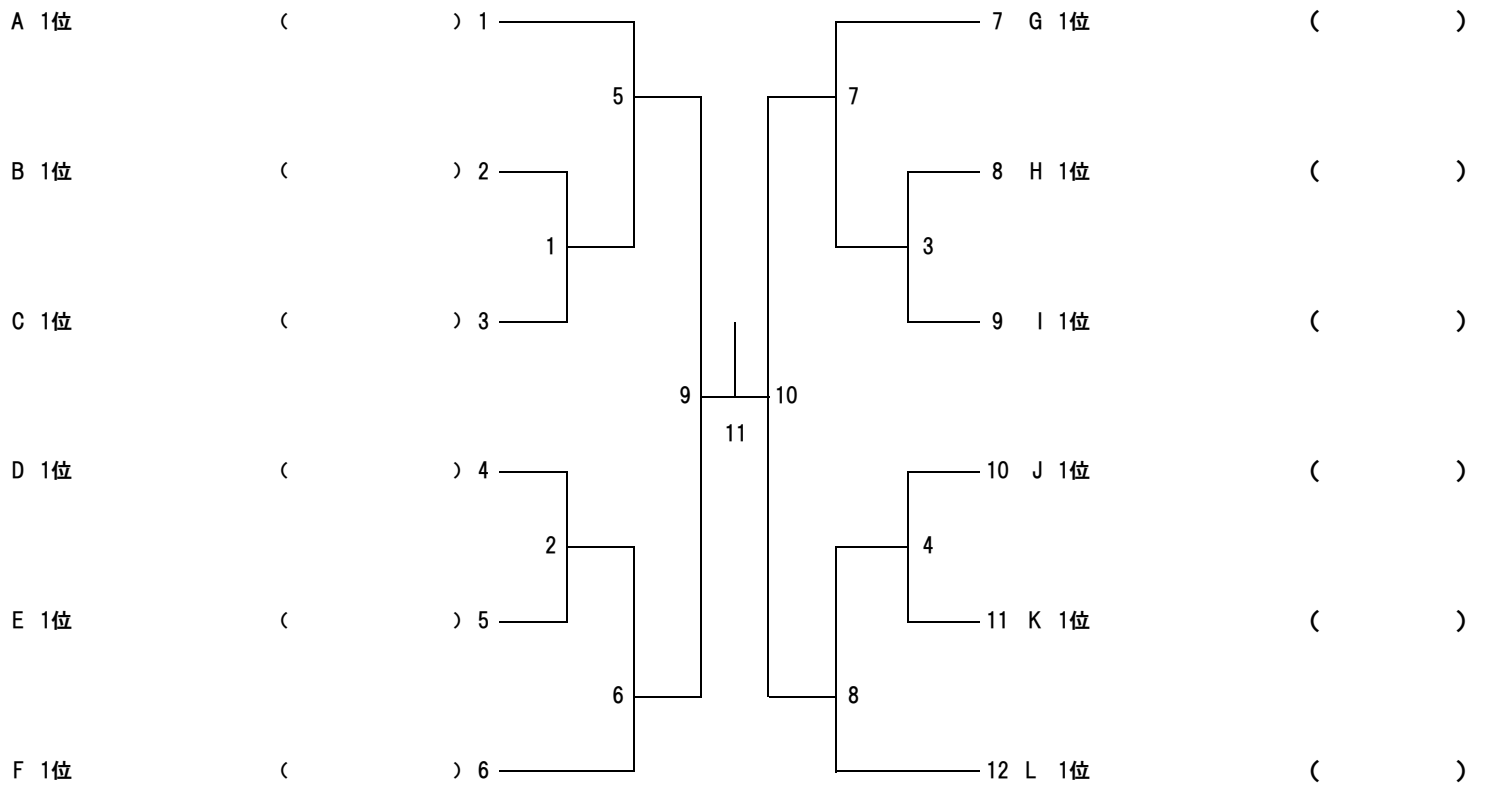 A 1位 ( ) 1 7 G 1位 ( )
5 7
B 1位 ( ) 2 8 H 1位 ( )
1 3
C 1位 ( ) 3 9 I 1位 ( )
9 10
11
D 1位 ( ) 4 10 J 1位 ( )
2 4
E 1位 ( ) 5 11 K 1位 ( )
6 8
F 1位 ( ) 6 12 L 1位 ( )